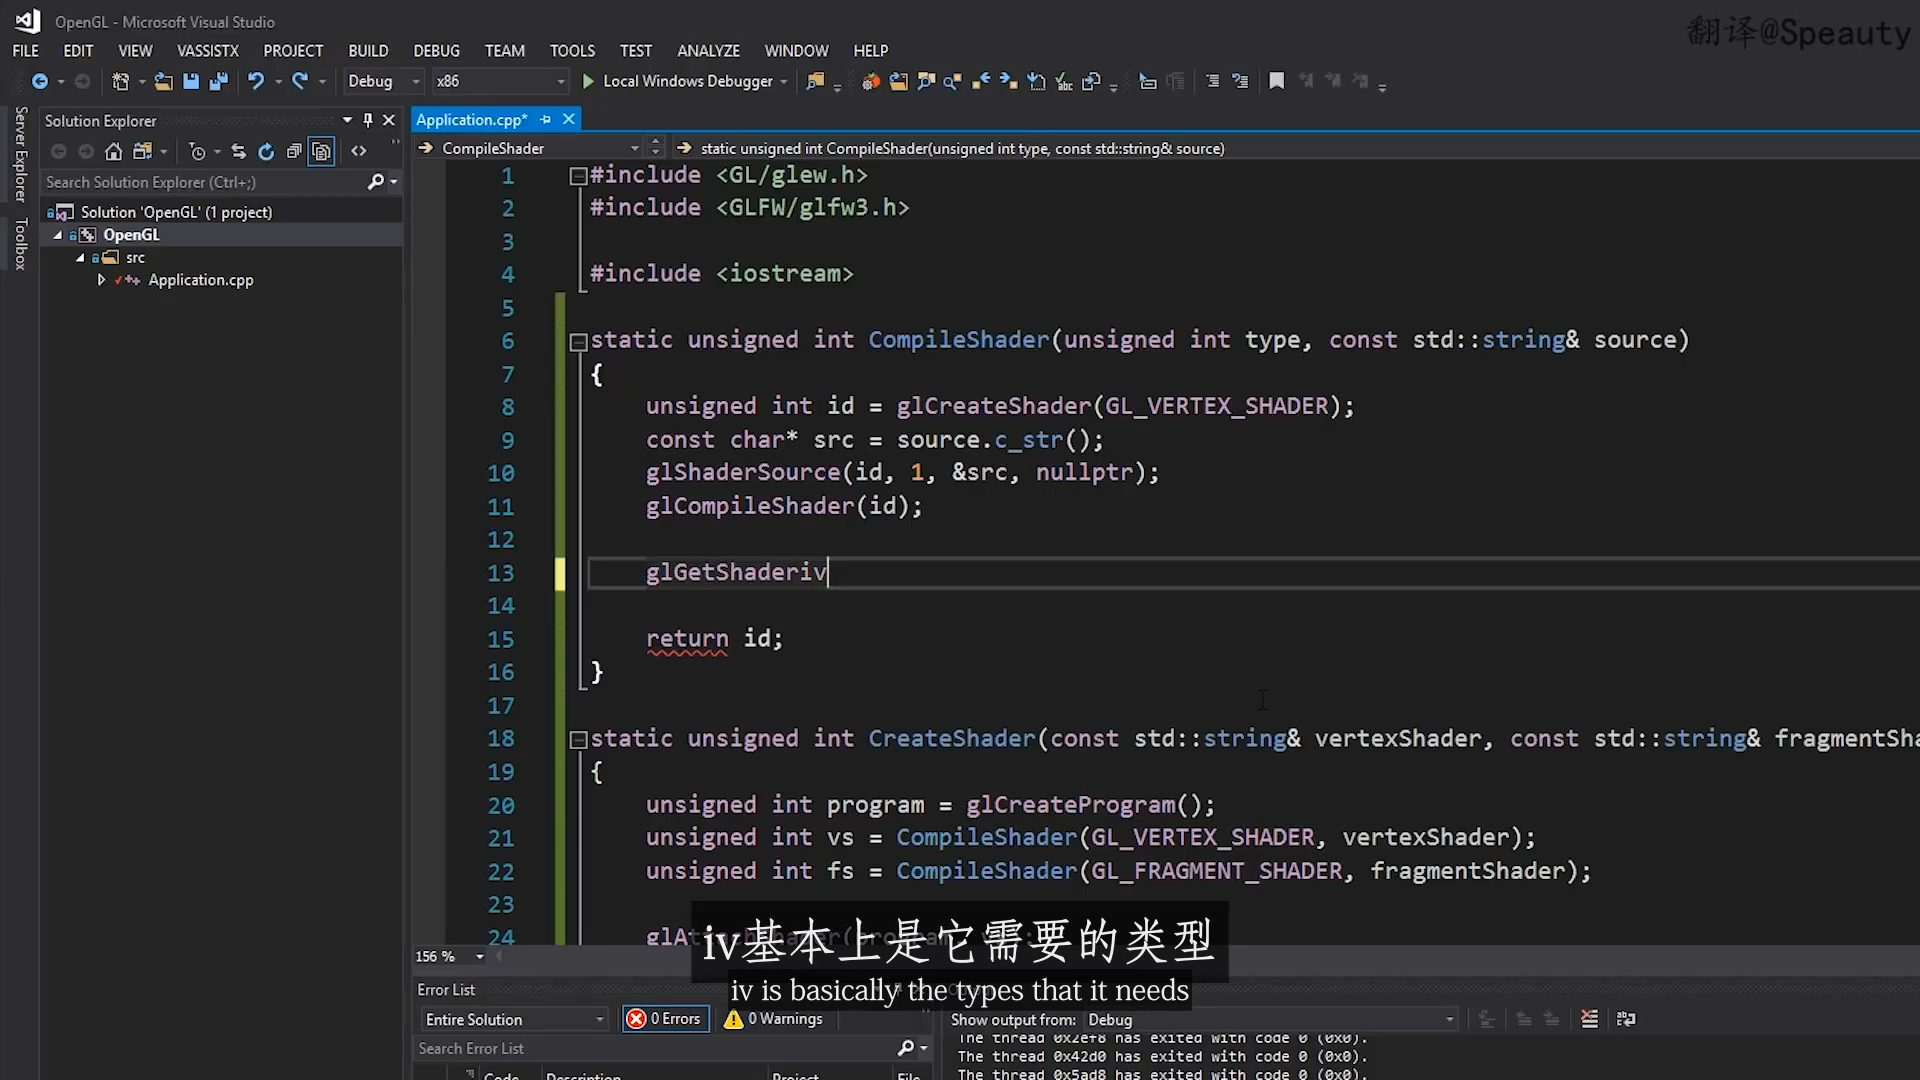 OpenGL - Microsoft Visual Studio
翻译@Speauty
FILE EDIT VIEW VASSISTX PROJECT BUILD DEBUG TEAM TOOLS TEST ANALYZE WINDOW HELP
Debug x86 Local Windows Debugger
Server Explorer
Toolbox
Solution Explorer
Search Solution Explorer (Ctrl+;)
Solution 'OpenGL' (1 project)
OpenGL
src
Application.cpp
Application.cpp*
CompileShader static unsigned int CompileShader(unsigned int type, const std::string& source)
1 #include <GL/glew.h>
2 #include <GLFW/glfw3.h>
3
4 #include <iostream>
5
6 static unsigned int CompileShader(unsigned int type, const std::string& source)
7 {
8 unsigned int id = glCreateShader(GL_VERTEX_SHADER);
9 const char* src = source.c_str();
10 glShaderSource(id, 1, &src, nullptr);
11 glCompileShader(id);
12
13 glGetShaderiv
14
15 return id;
16 }
17
18 static unsigned int CreateShader(const std::string& vertexShader, const std::string& fragmentSha
19 {
20 unsigned int program = glCreateProgram();
21 unsigned int vs = CompileShader(GL_VERTEX_SHADER, vertexShader);
22 unsigned int fs = CompileShader(GL_FRAGMENT_SHADER, fragmentShader);
23
24
iv基本上是它需要的类型
iv is basically the types that it needs
156 %
Error List
Entire Solution 0 Errors 0 Warnings
Search Error List
Code Description Project File
Show output from: Debug
The thread 0x2ef8 has exited with code 0 (0x0).
The thread 0x42d0 has exited with code 0 (0x0).
The thread 0x5ad8 has exited with code 0 (0x0).